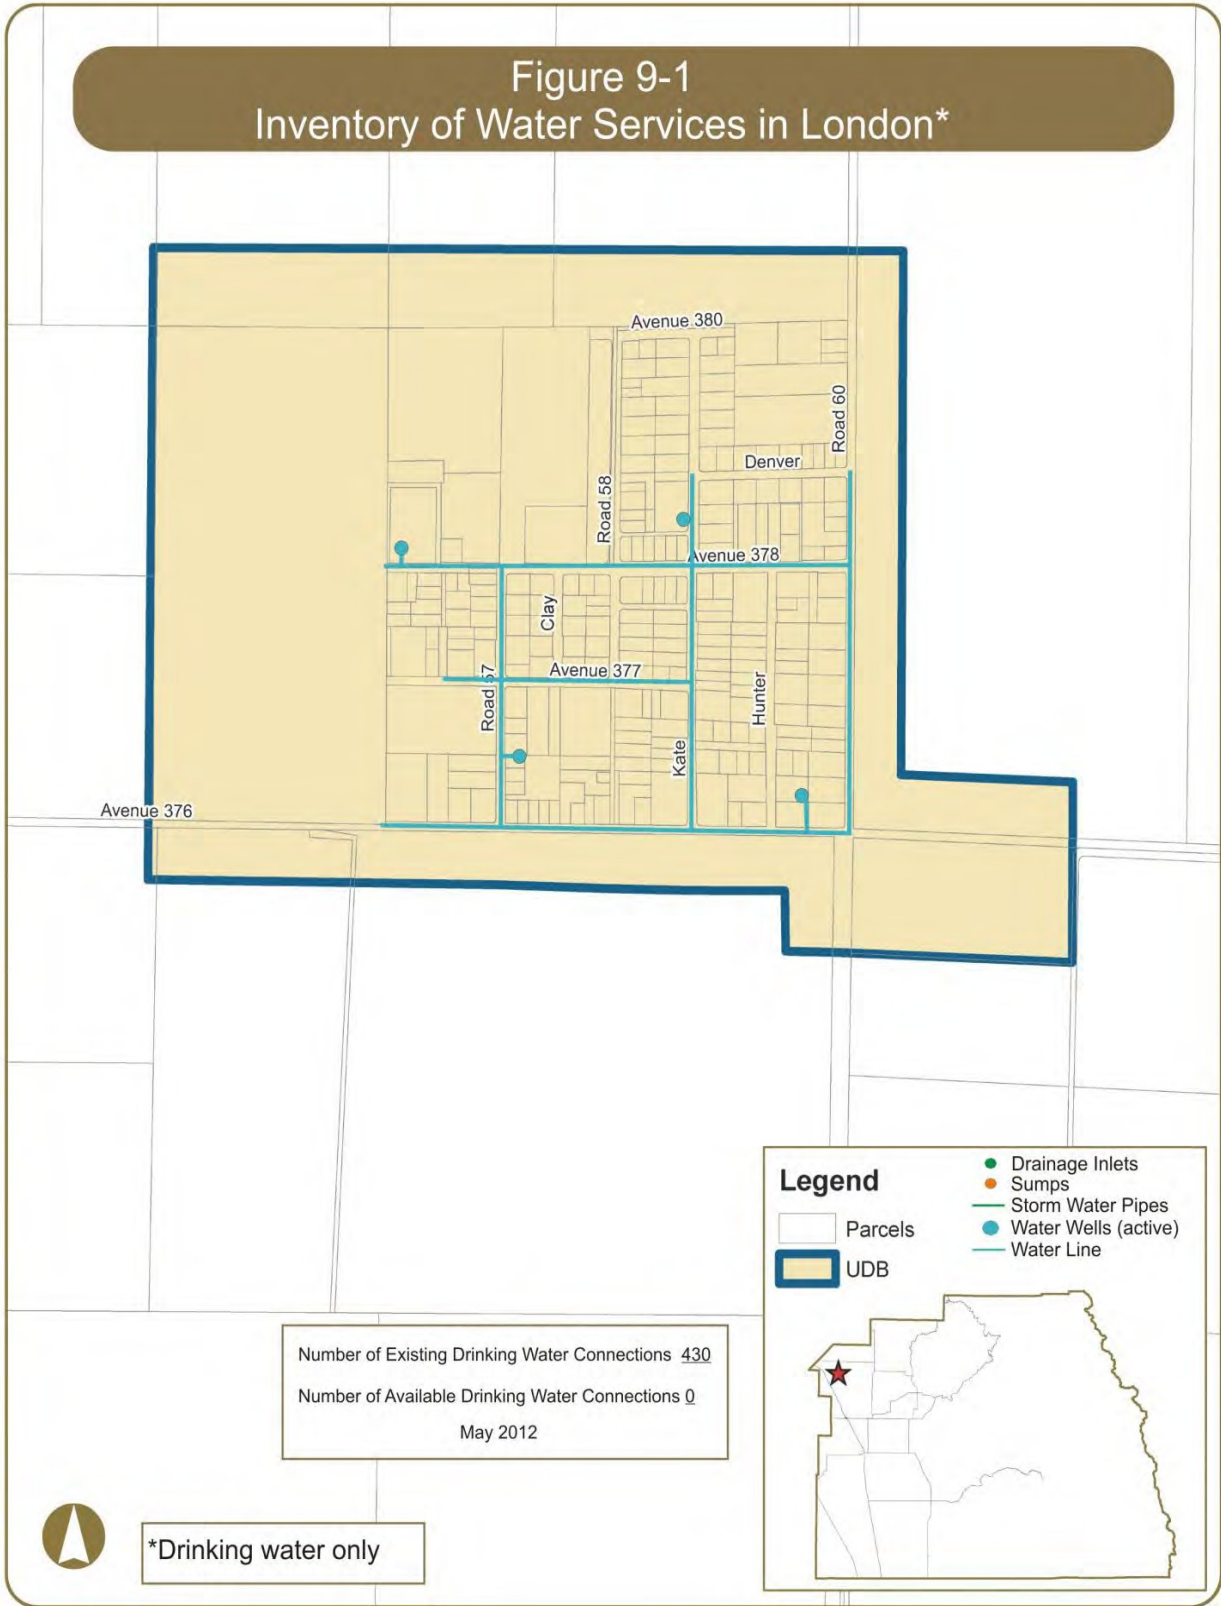 Figure 9-1
Inventory of Water Services in London*
Avenue 380
Road 60
Denver
Road 58
Avenue 378
Clay
Avenue 377
Road 57
Hunter
Kate
Avenue 376
Legend
Parcels
UDB
Drainage Inlets
Sumps
Storm Water Pipes
Water Wells (active)
Water Line
Number of Existing Drinking Water Connections 430
Number of Available Drinking Water Connections 0
May 2012
*Drinking water only